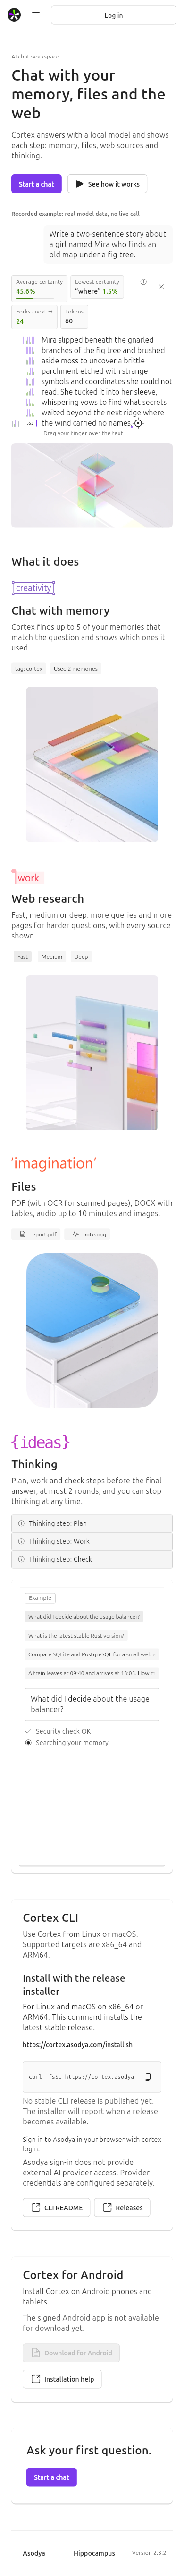 Log in
AI chat workspace
Chat with your
memory, files and the
web
Cortex answers with a local model and shows
each step: memory, files, web sources and
thinking.
Start a chat
See how it works
Recorded example: real model data, no live call
Write a two-sentence story about
a girl named Mira who finds an
old map under a fig tree.
Average certainty
45.6%
Lowest certainty
"where" 1.5%
Forks · next →
24
Tokens
60
Mira slipped beneath the gnarled
branches of the fig tree and brushed
aside moss to uncover a brittle
parchment etched with strange
symbols and coordinates she could not
read. She tucked it into her sleeve,
whispering vows to find what secrets
waited beyond the next ridge where
the wind carried no names.
Drag your finger over the text
What it does
creativity
Chat with memory
Cortex finds up to 5 of your memories that
match the question and shows which ones it
used.
tag: cortex
Used 2 memories
work
Web research
Fast, medium or deep: more queries and more
pages for harder questions, with every source
shown.
Fast
Medium
Deep
'imagination'
Files
PDF (with OCR for scanned pages), DOCX with
tables, audio up to 10 minutes and images.
report.pdf
note.ogg
{ideas}
Thinking
Plan, work and check steps before the final
answer, at most 2 rounds, and you can stop
thinking at any time.
Thinking step: Plan
Thinking step: Work
Thinking step: Check
Example
What did I decide about the usage balancer?
What is the latest stable Rust version?
Compare SQLite and PostgreSQL for a small web
A train leaves at 09:40 and arrives at 13:05. How
What did I decide about the usage
balancer?
Security check OK
Searching your memory
Cortex CLI
Use Cortex from Linux or macOS.
Supported targets are x86_64 and
ARM64.
Install with the release
installer
For Linux and macOS on x86_64 or
ARM64. This command installs the
latest stable release.
https://cortex.asodya.com/install.sh
curl -fsSL https://cortex.asodya
No stable CLI release is published yet.
The installer will report when a release
becomes available.
Sign in to Asodya in your browser with cortex
login.
Asodya sign-in does not provide
external AI provider access. Provider
credentials are configured separately.
CLI README
Releases
Cortex for Android
Install Cortex on Android phones and
tablets.
The signed Android app is not available
for download yet.
Download for Android
Installation help
Ask your first question.
Start a chat
Asodya
Hippocampus
Version 2.3.2